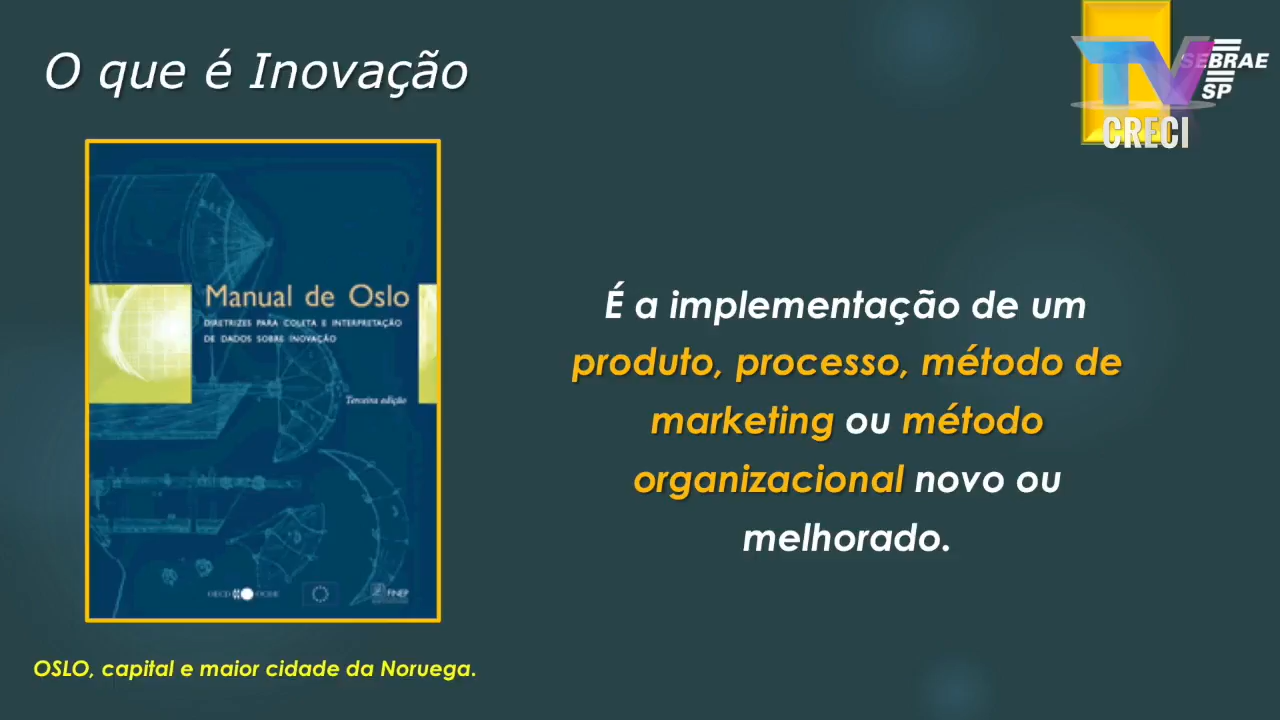 O que é Inovação
TV
CRECI
SEBRAE
SP
Manual de Oslo
DIRETRIZES PARA COLETA E INTERPRETAÇÃO
DE DADOS SOBRE INOVAÇÃO
Terceira edição
FINEP
É a implementação de um
produto, processo, método de
marketing ou método
organizacional novo ou
melhorado.
OSLO, capital e maior cidade da Noruega.